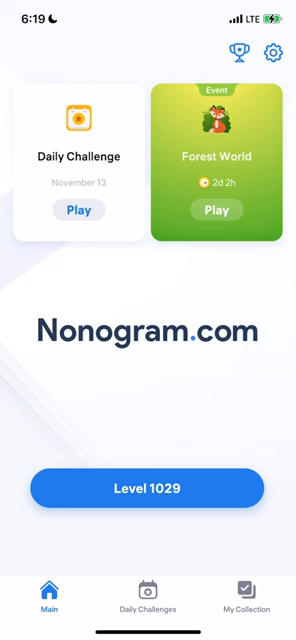 6:19
LTE
Event
Daily Challenge
November 13
Play
Forest World
2d 2h
Play
Nonogram.com
Level 1029
Main
Daily Challenges
My Collection